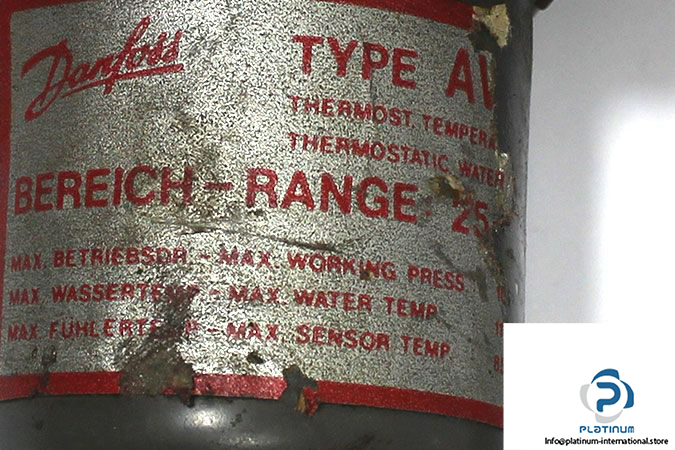 Danfoss
TYPE AV
THERMOST. TEMPERA
THERMOSTATIC WATER
BEREICH - RANGE 25
MAX. BETRIEBSDR. - MAX. WORKING PRESS
MAX. WASSERTEMP - MAX. WATER TEMP.
MAX. FÜHLERTEMP - MAX. SENSOR TEMP.
PLATINUM
Info@platinum-international.store